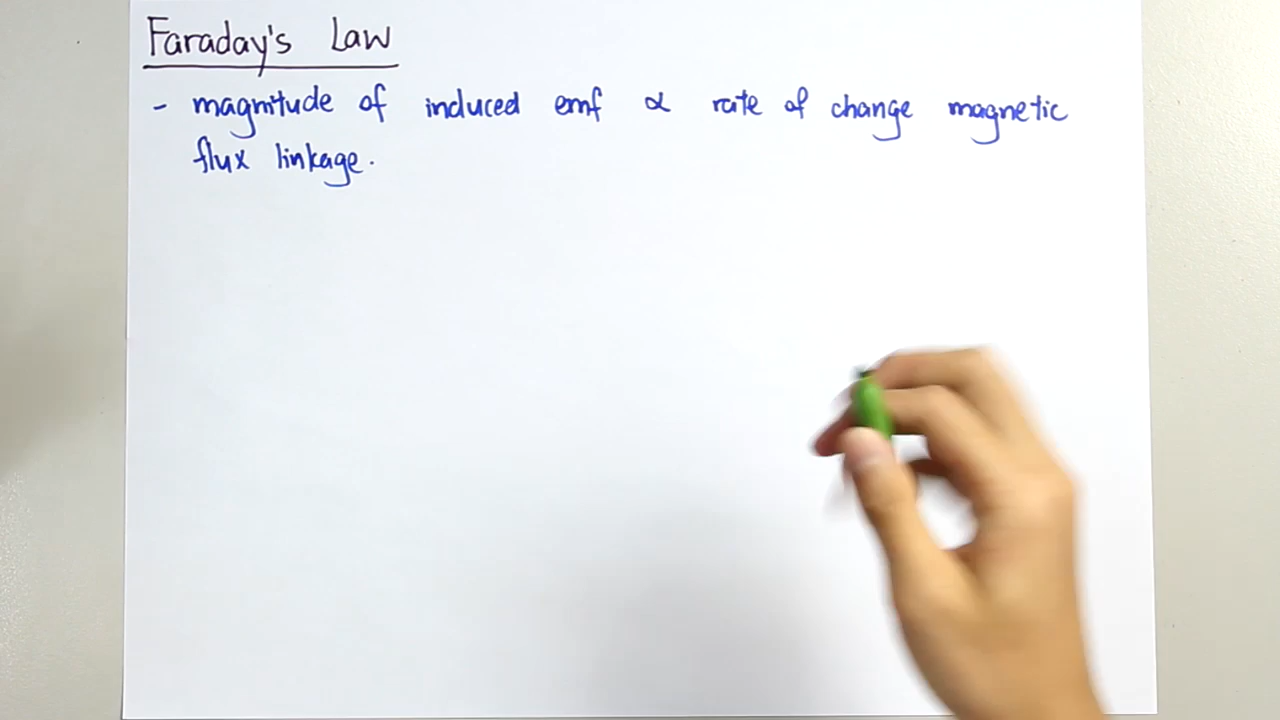 Faraday's Law
- magnitude of induced emf ∝ rate of change magnetic
flux linkage.